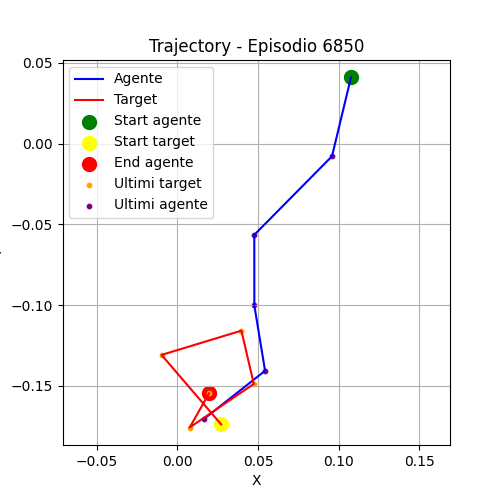 Trajectory - Episodio 6850
0.05
0.00
−0.05
−0.10
−0.15
Agente
Target
Start agente
Start target
End agente
Ultimi target
Ultimi agente
−0.05
0.00
0.05
0.10
0.15
X